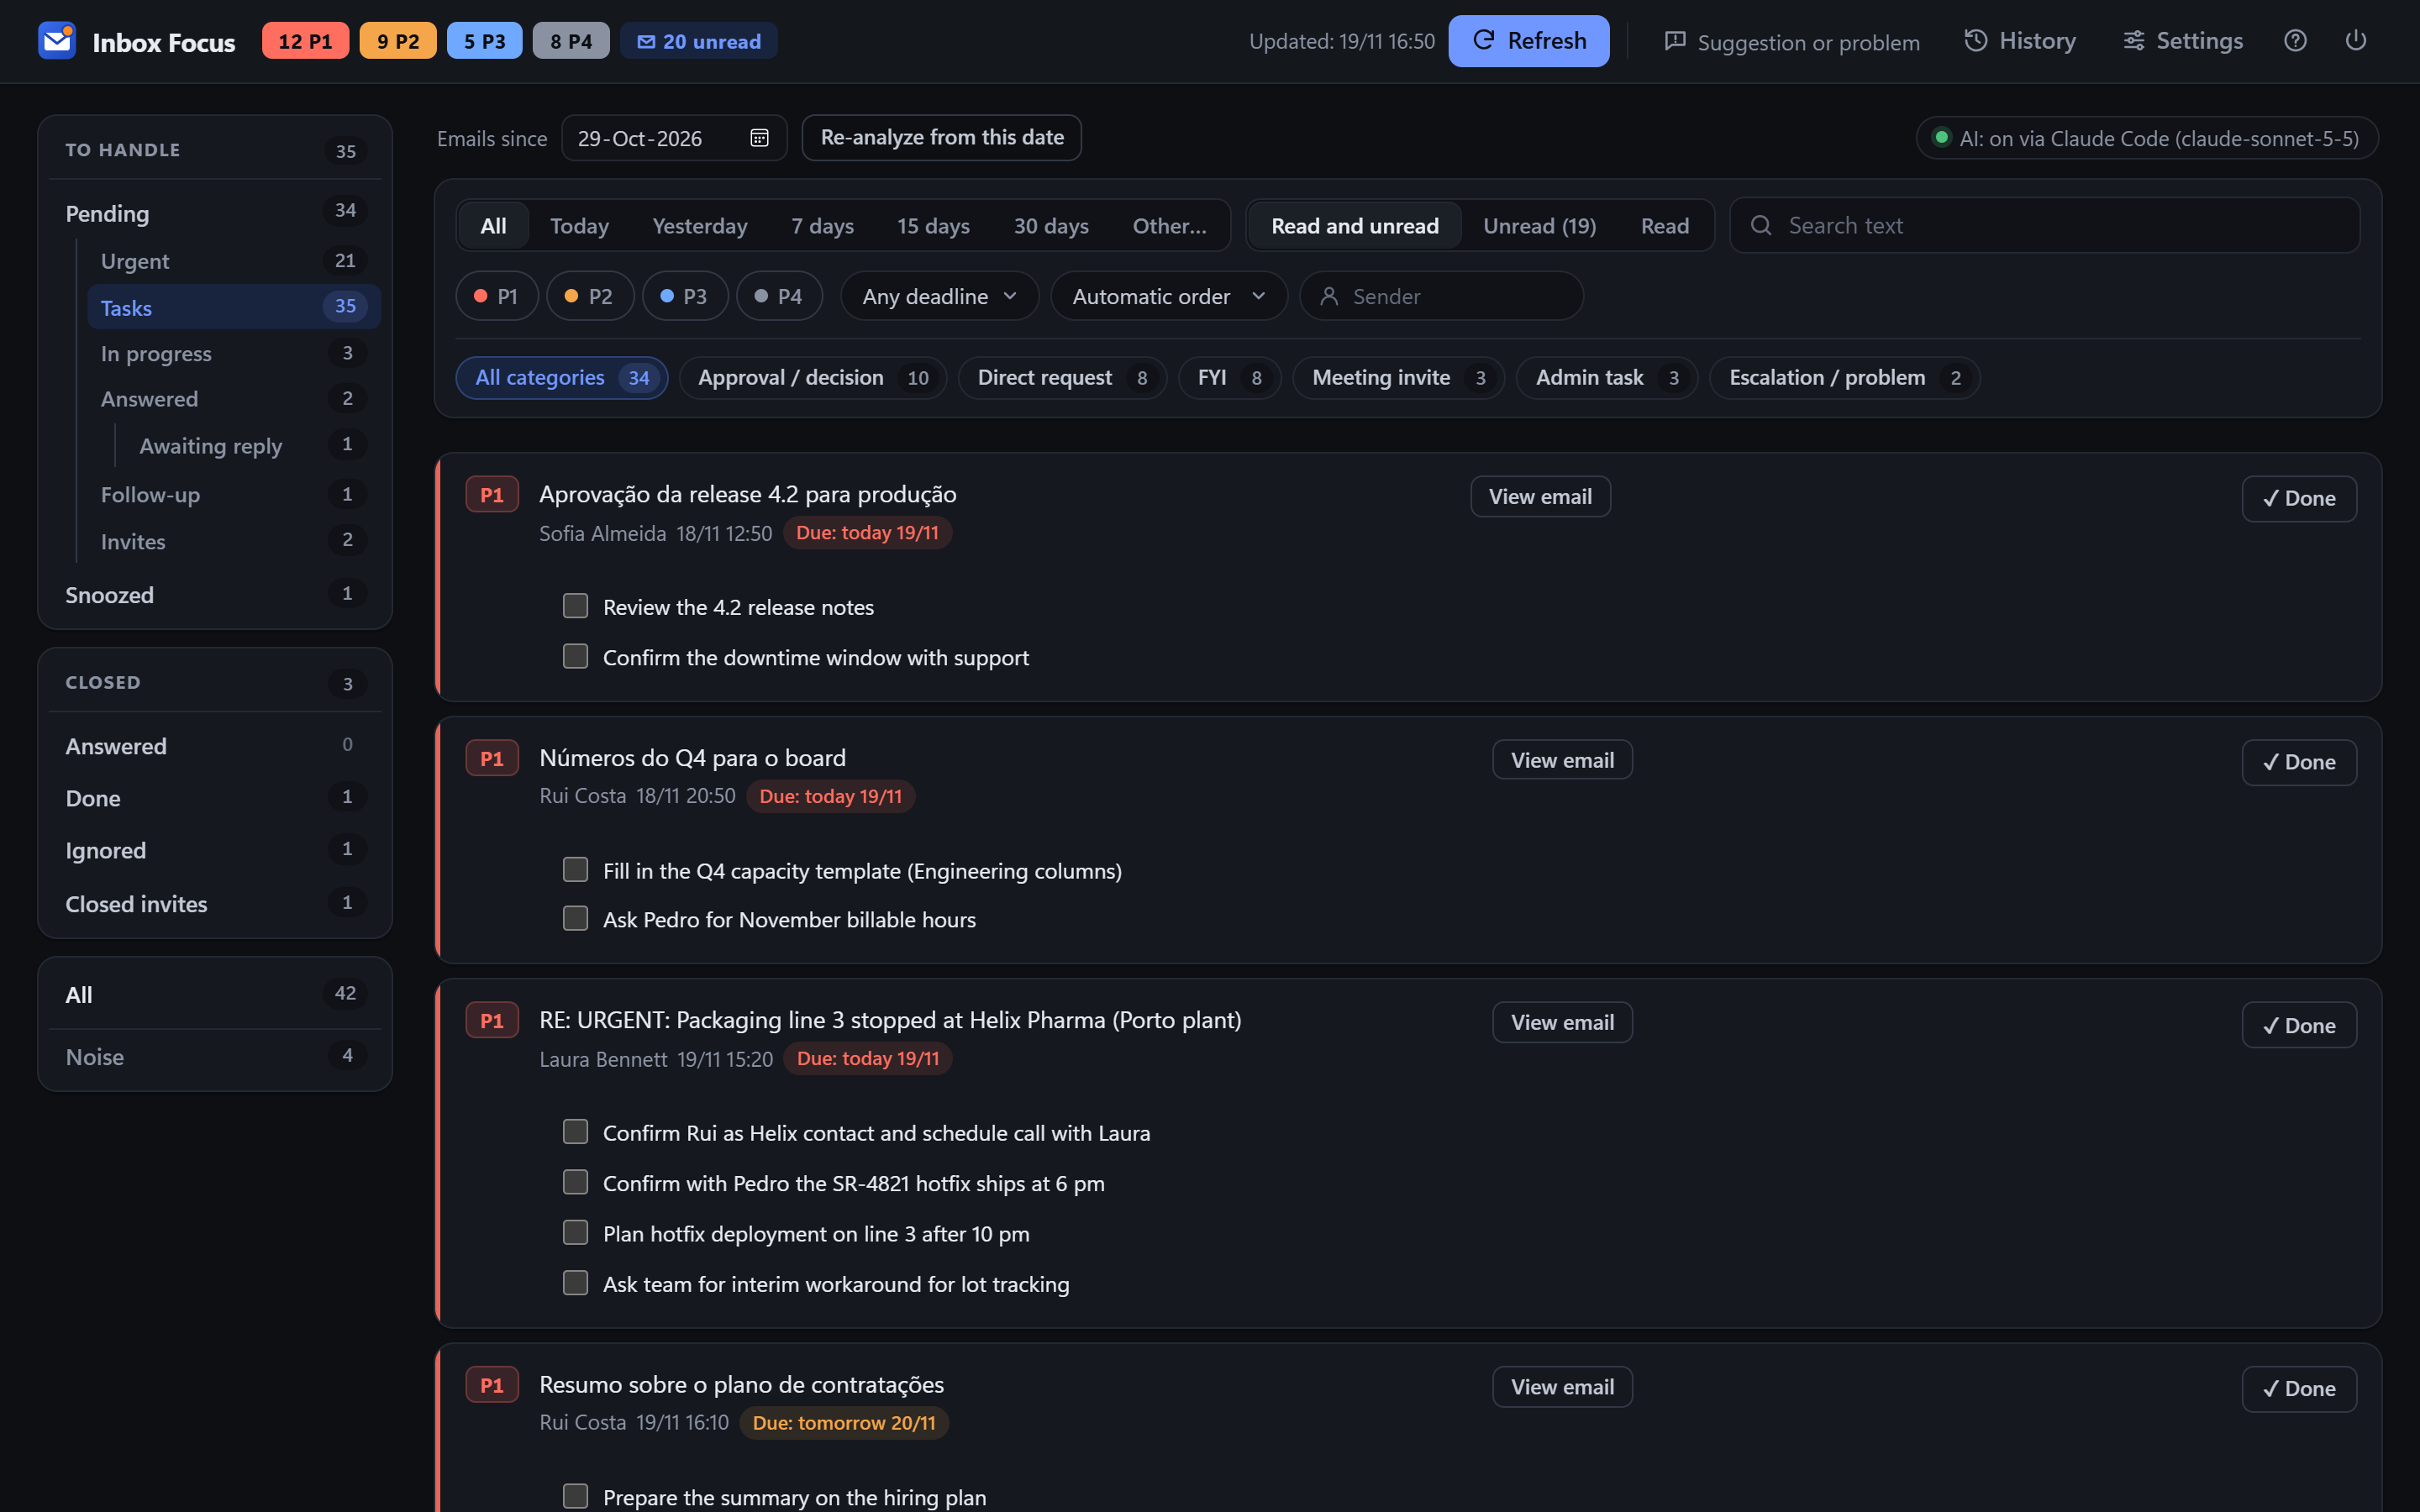 Inbox Focus 12 P1 9 P2 5 P3 8 P4 20 unread Updated: 19/11 16:50 Refresh Suggestion or problem History Settings
TO HANDLE 35
Pending 34
Urgent 21
Tasks 35
In progress 3
Answered 2
Awaiting reply 1
Follow-up 1
Invites 2
Snoozed 1
CLOSED 3
Answered 0
Done 1
Ignored 1
Closed invites 1
All 42
Noise 4
Emails since 29-Oct-2026 Re-analyze from this date AI: on via Claude Code (claude-sonnet-5-5)
All Today Yesterday 7 days 15 days 30 days Other... Read and unread Unread (19) Read Search text
P1 P2 P3 P4 Any deadline Automatic order Sender
All categories 34 Approval / decision 10 Direct request 8 FYI 8 Meeting invite 3 Admin task 3 Escalation / problem 2
P1 Aprovação da release 4.2 para produção View email ✓ Done
Sofia Almeida 18/11 12:50 Due: today 19/11
Review the 4.2 release notes
Confirm the downtime window with support
P1 Números do Q4 para o board View email ✓ Done
Rui Costa 18/11 20:50 Due: today 19/11
Fill in the Q4 capacity template (Engineering columns)
Ask Pedro for November billable hours
P1 RE: URGENT: Packaging line 3 stopped at Helix Pharma (Porto plant) View email ✓ Done
Laura Bennett 19/11 15:20 Due: today 19/11
Confirm Rui as Helix contact and schedule call with Laura
Confirm with Pedro the SR-4821 hotfix ships at 6 pm
Plan hotfix deployment on line 3 after 10 pm
Ask team for interim workaround for lot tracking
P1 Resumo sobre o plano de contratações View email ✓ Done
Rui Costa 19/11 16:10 Due: tomorrow 20/11
Prepare the summary on the hiring plan